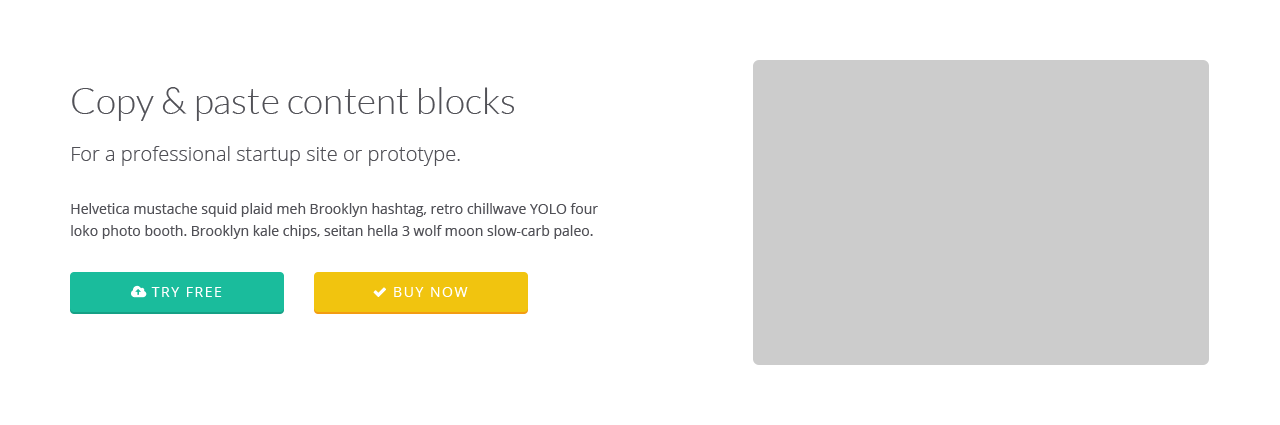 Copy & paste content blocks
For a professional startup site or prototype.
Helvetica mustache squid plaid meh Brooklyn hashtag, retro chillwave YOLO four
loko photo booth. Brooklyn kale chips, seitan hella 3 wolf moon slow-carb paleo.
TRY FREE
BUY NOW